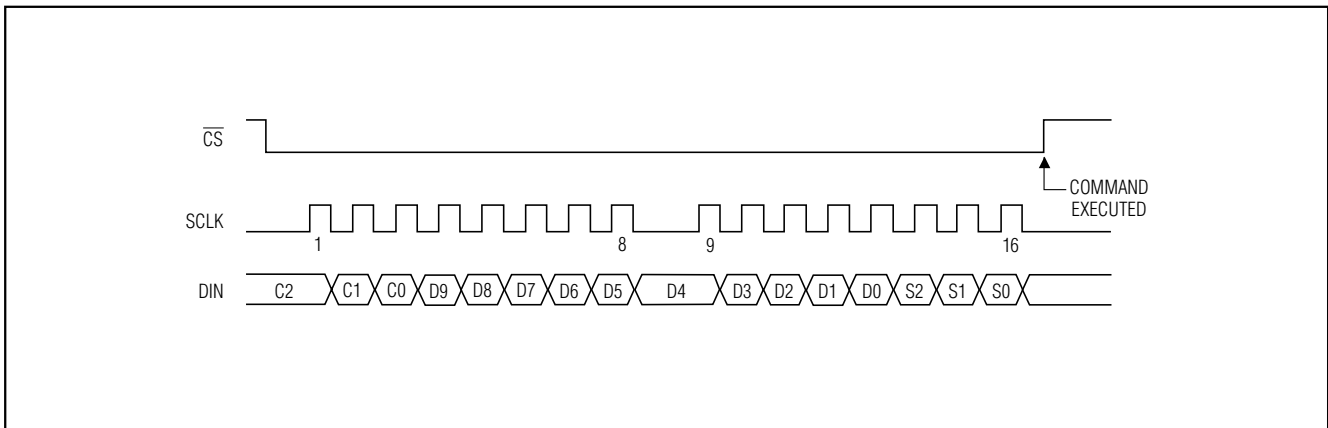 CS
COMMAND
EXECUTED
SCLK
1 8 9 16
DIN C2 C1 C0 D9 D8 D7 D6 D5 D4 D3 D2 D1 D0 S2 S1 S0